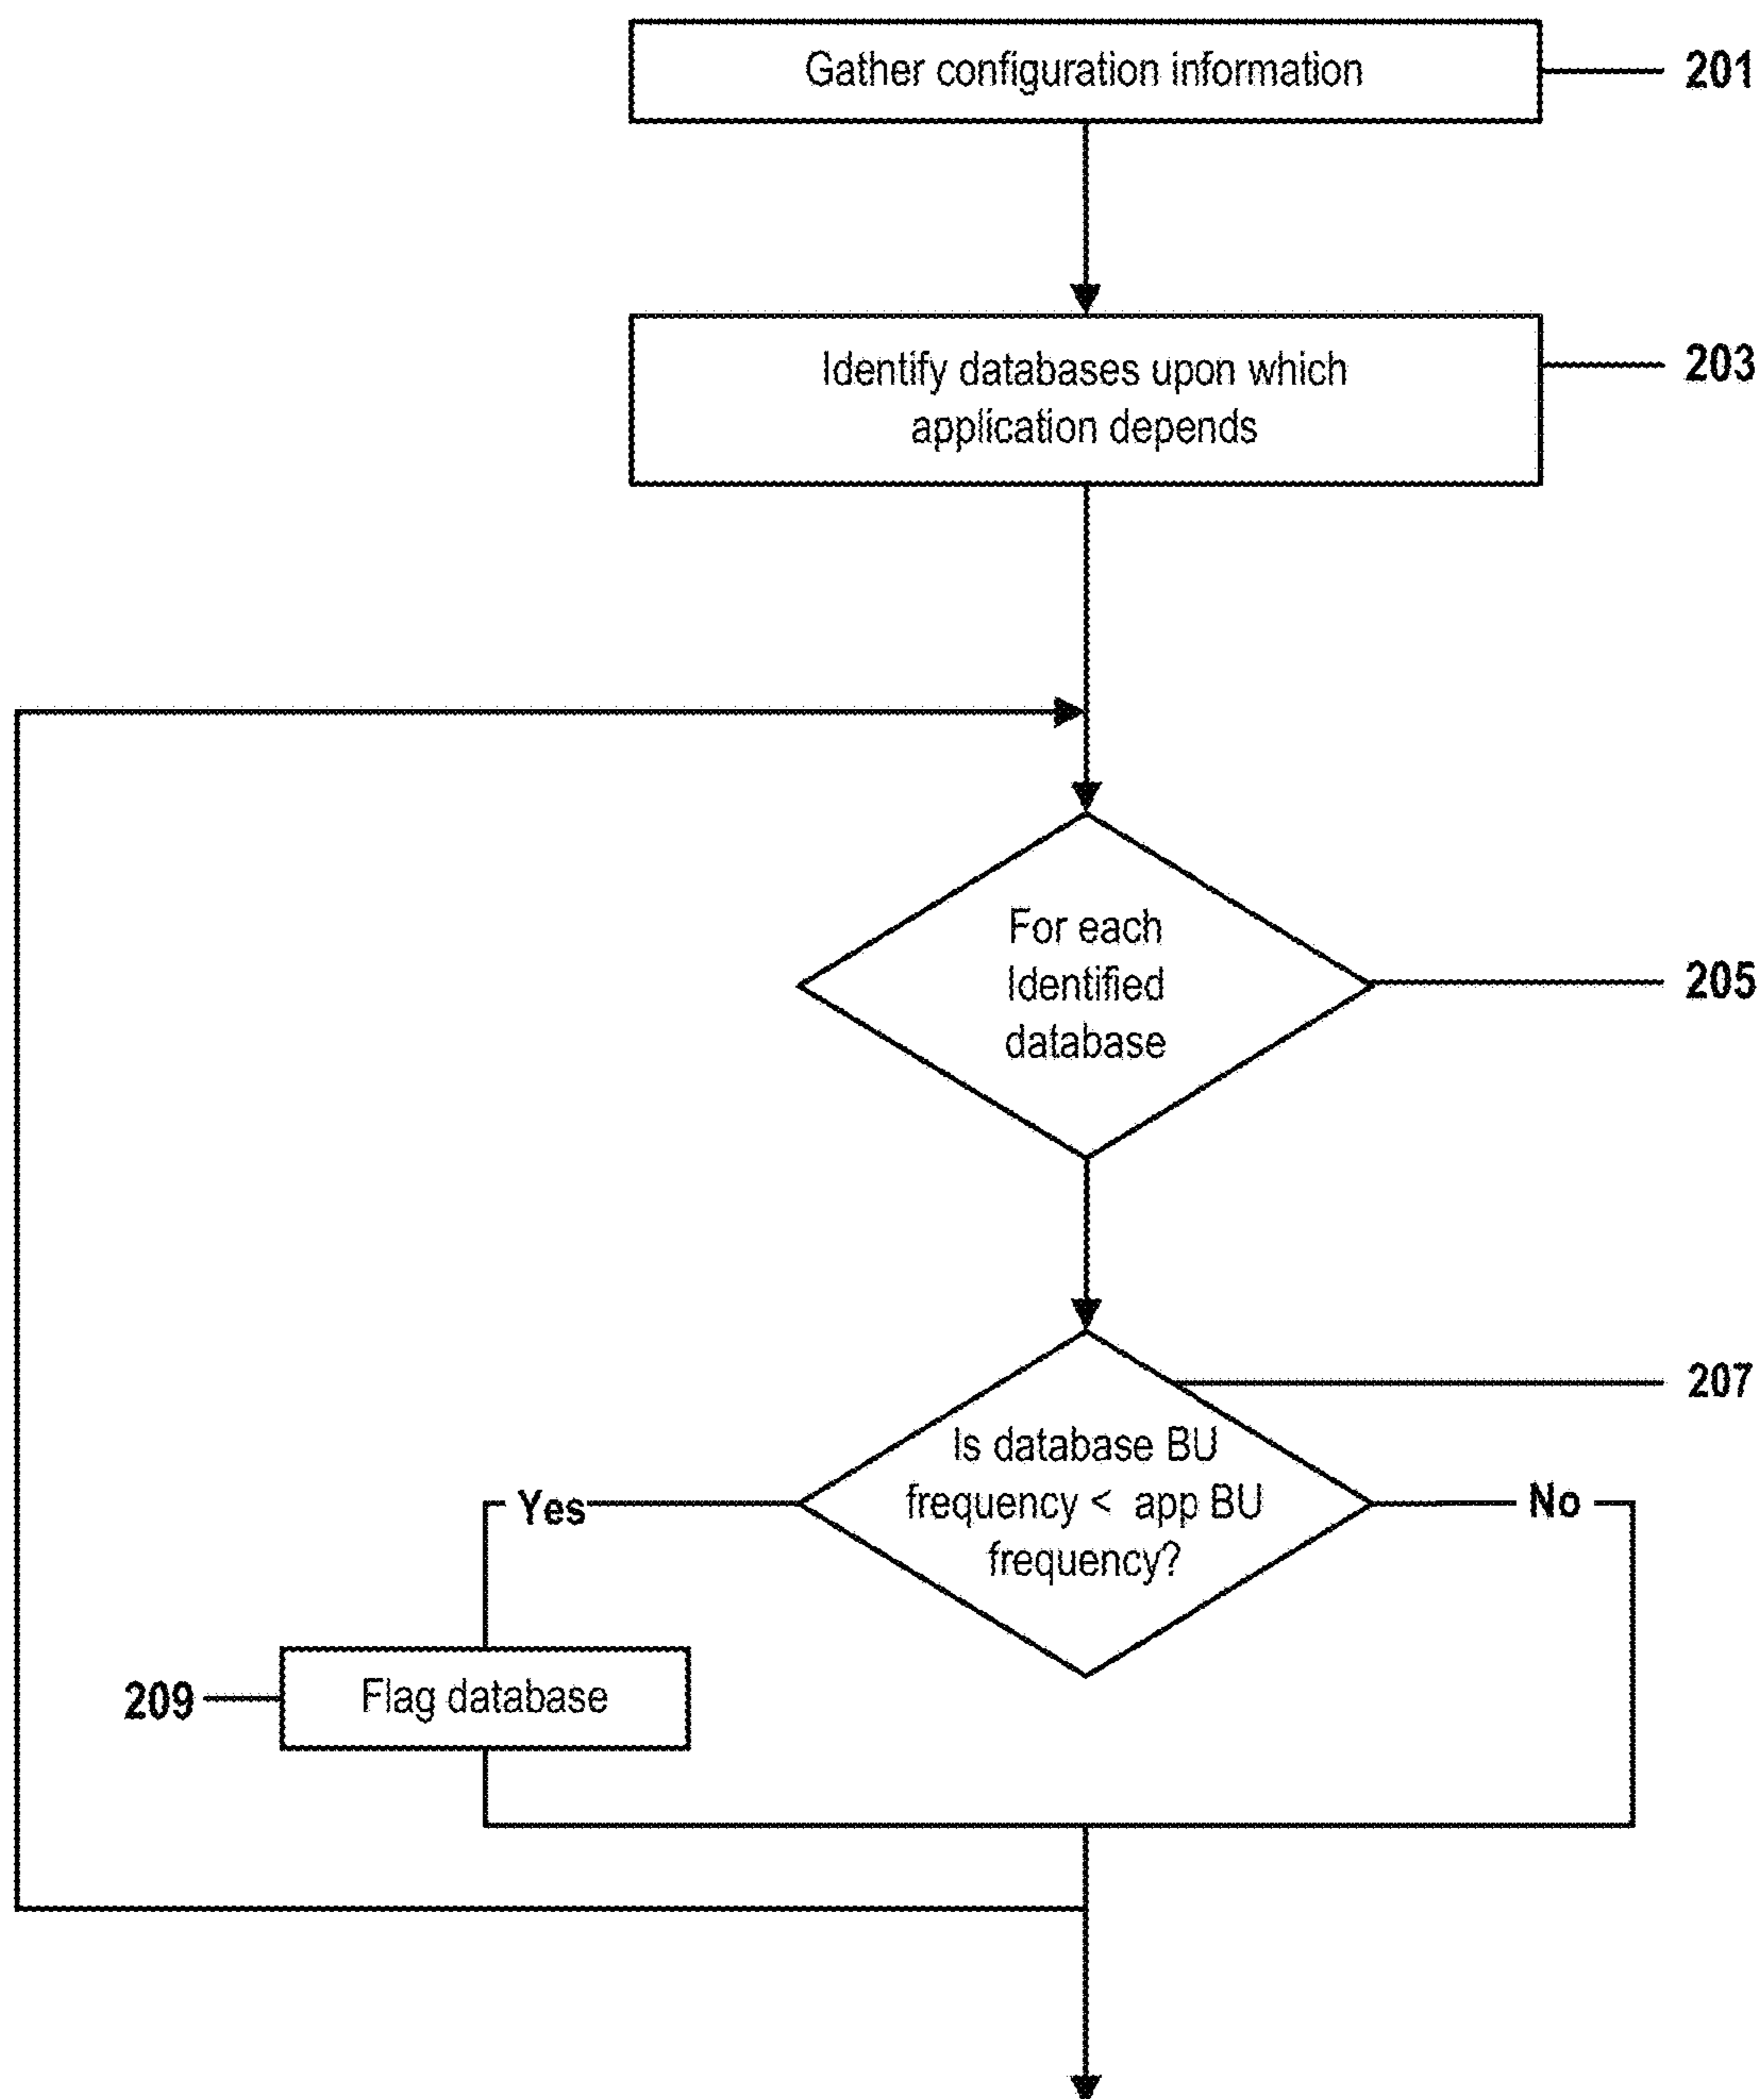 Gather configuration information
201
Identify databases upon which
application depends
203
For each
Identified
database
205
207
Is database BU
frequency < app BU
frequency?
Yes
No
209
Flag database